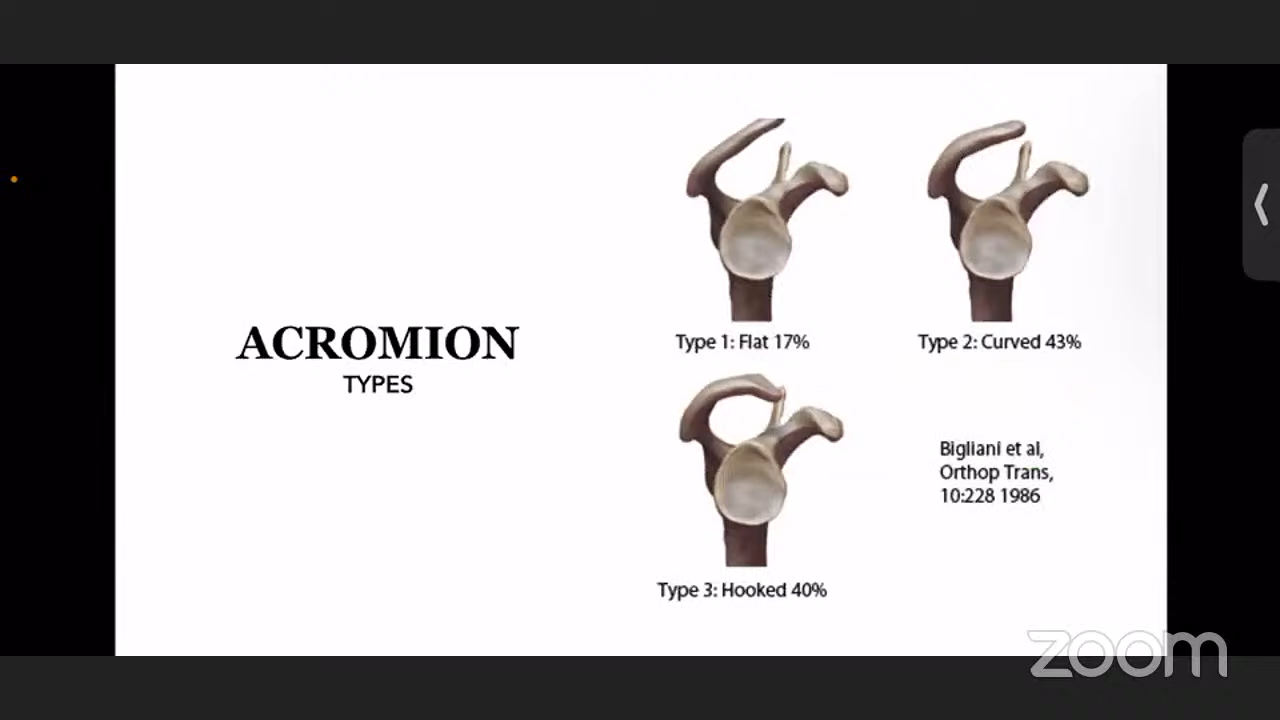 ACROMION
TYPES
Type 1: Flat 17%
Type 2: Curved 43%
Type 3: Hooked 40%
Bigliani et al,
Orthop Trans,
10:228 1986
zoom